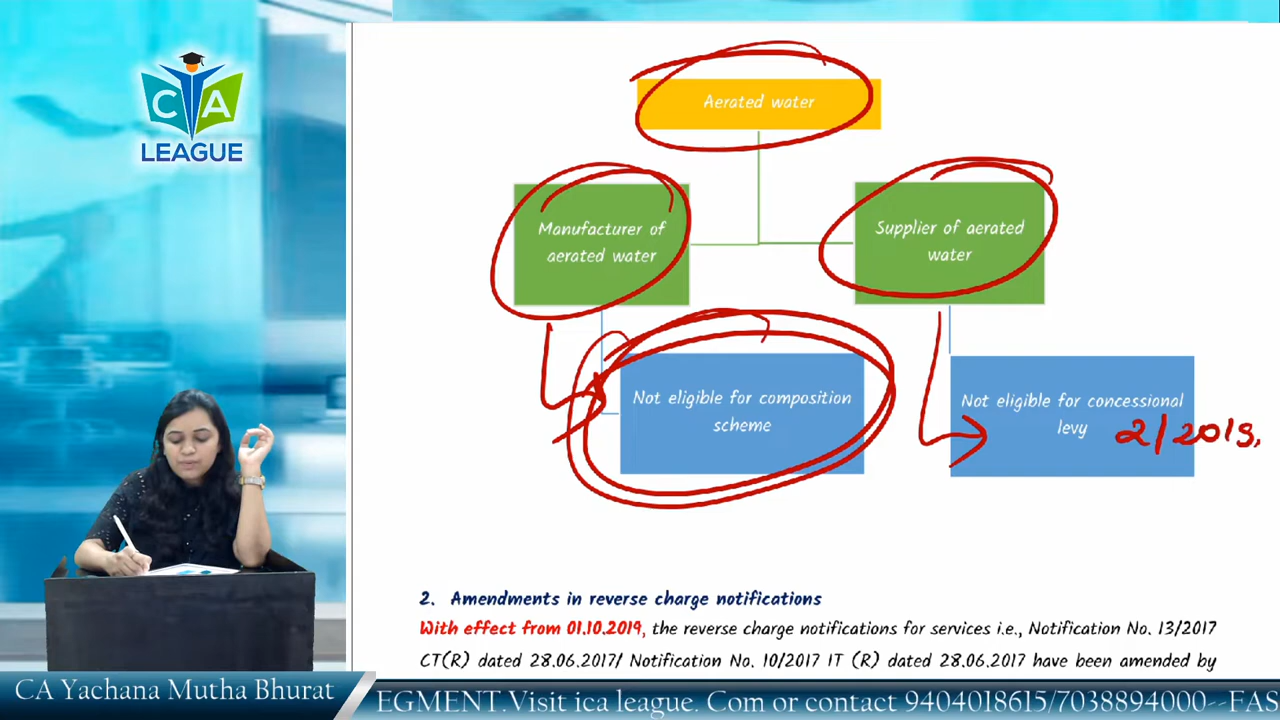 CA
LEAGUE
Aerated water
Manufacturer of
aerated water
Supplier of aerated
water
Not eligible for composition
scheme
Not eligible for concessional
levy 2/2019,
2. Amendments in reverse charge notifications
With effect from 01.10.2019, the reverse charge notifications for services i.e., Notification No. 13/2017
CT(R) dated 28.06.2017/ Notification No. 10/2017 IT (R) dated 28.06.2017 have been amended by
CA Yachana Mutha Bhurat
EGMENT.Visit ica league. Com or contact 9404018615/7038894000--FAS